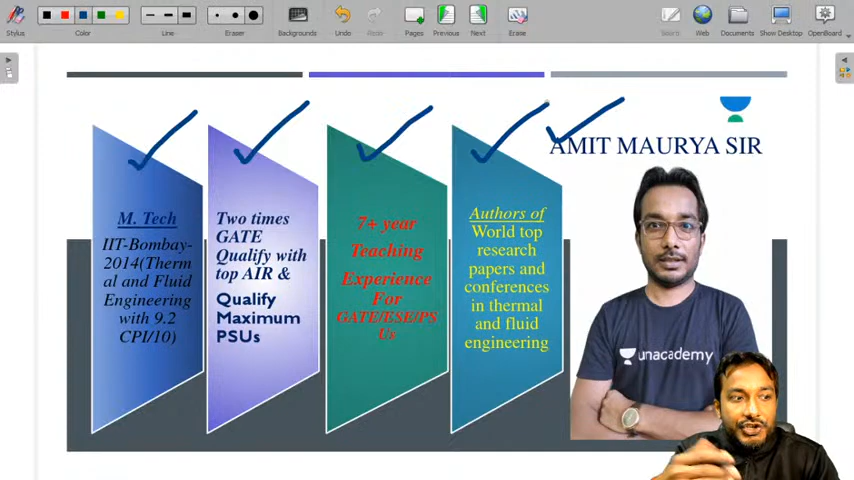 Stylus
Color
Line
Eraser
Backgrounds
Undo
Redo
Pages
Previous
Next
Erase
Web
Documents
Show Desktop
OpenBoard
AMIT MAURYA SIR
M. Tech
IIT-Bombay-
2014(Therm
al and Fluid
Engineering
with 9.2
CPI/10)
Two times
GATE
Qualify with
top AIR &
Qualify
Maximum
PSUs
7+ year
Teaching
Experience
For
GATE/ESE/PS
Us
Authors of
World top
research
papers and
conferences
in thermal
and fluid
engineering
unacademy